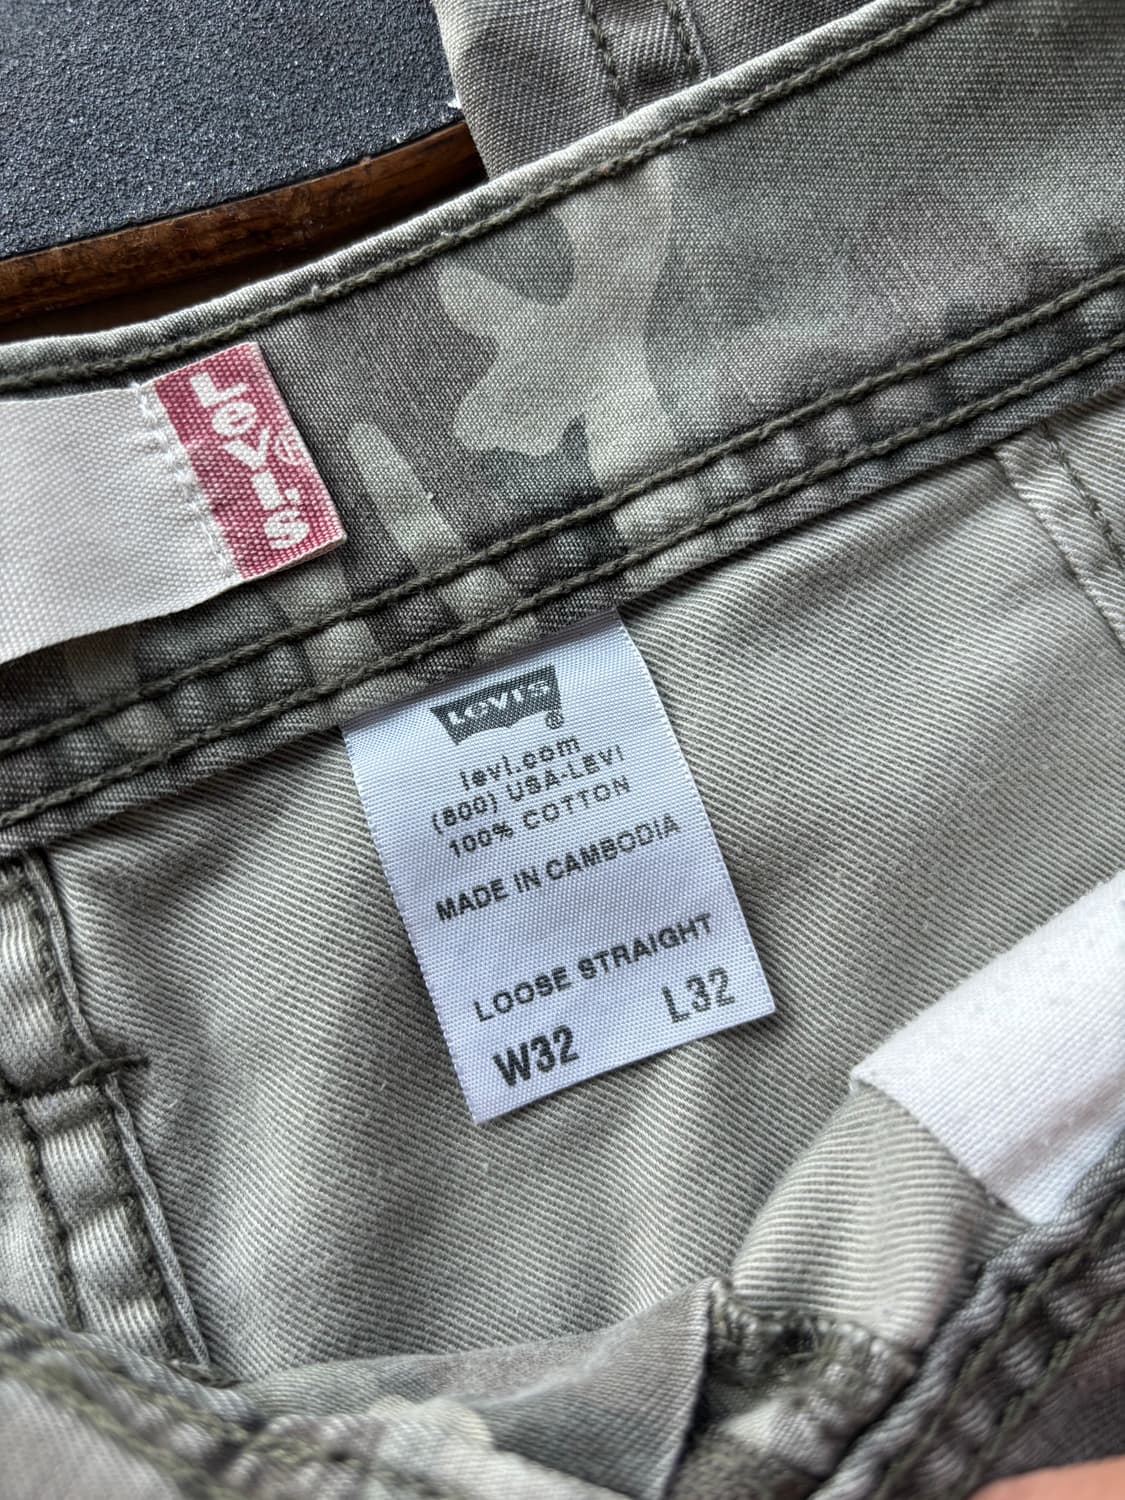 LEVI'S
®
LEVI'S
®
levi.com
(800) USA-LEVI
100% COTTON
MADE IN CAMBODIA
LOOSE STRAIGHT
W32 L32